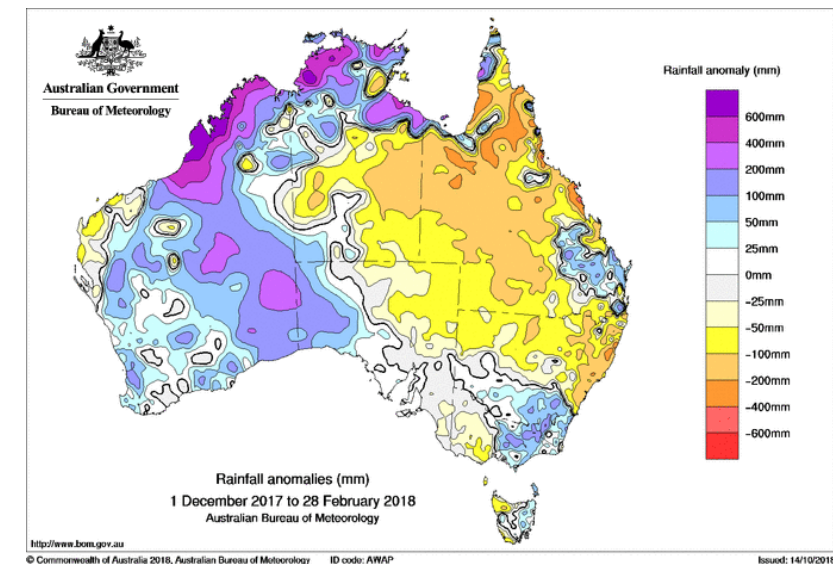 Australian Government
Bureau of Meteorology
Rainfall anomaly (mm)
600mm
400mm
200mm
100mm
50mm
25mm
0mm
-25mm
-50mm
-100mm
-200mm
-400mm
-600mm
Rainfall anomalies (mm)
1 December 2017 to 28 February 2018
Australian Bureau of Meteorology
http://www.bom.gov.au
© Commonwealth of Australia 2018, Australian Bureau of Meteorology ID code: AWAP Issued: 14/10/2018